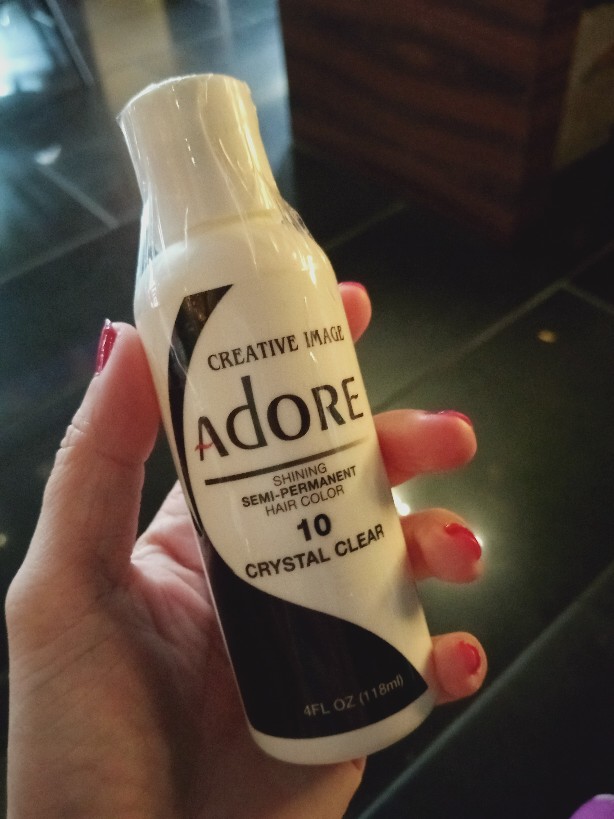 CREATIVE IMAGE
AdORE
SHINING
SEMI-PERMANENT
HAIR COLOR
10
CRYSTAL CLEAR
4FL OZ (118ml)